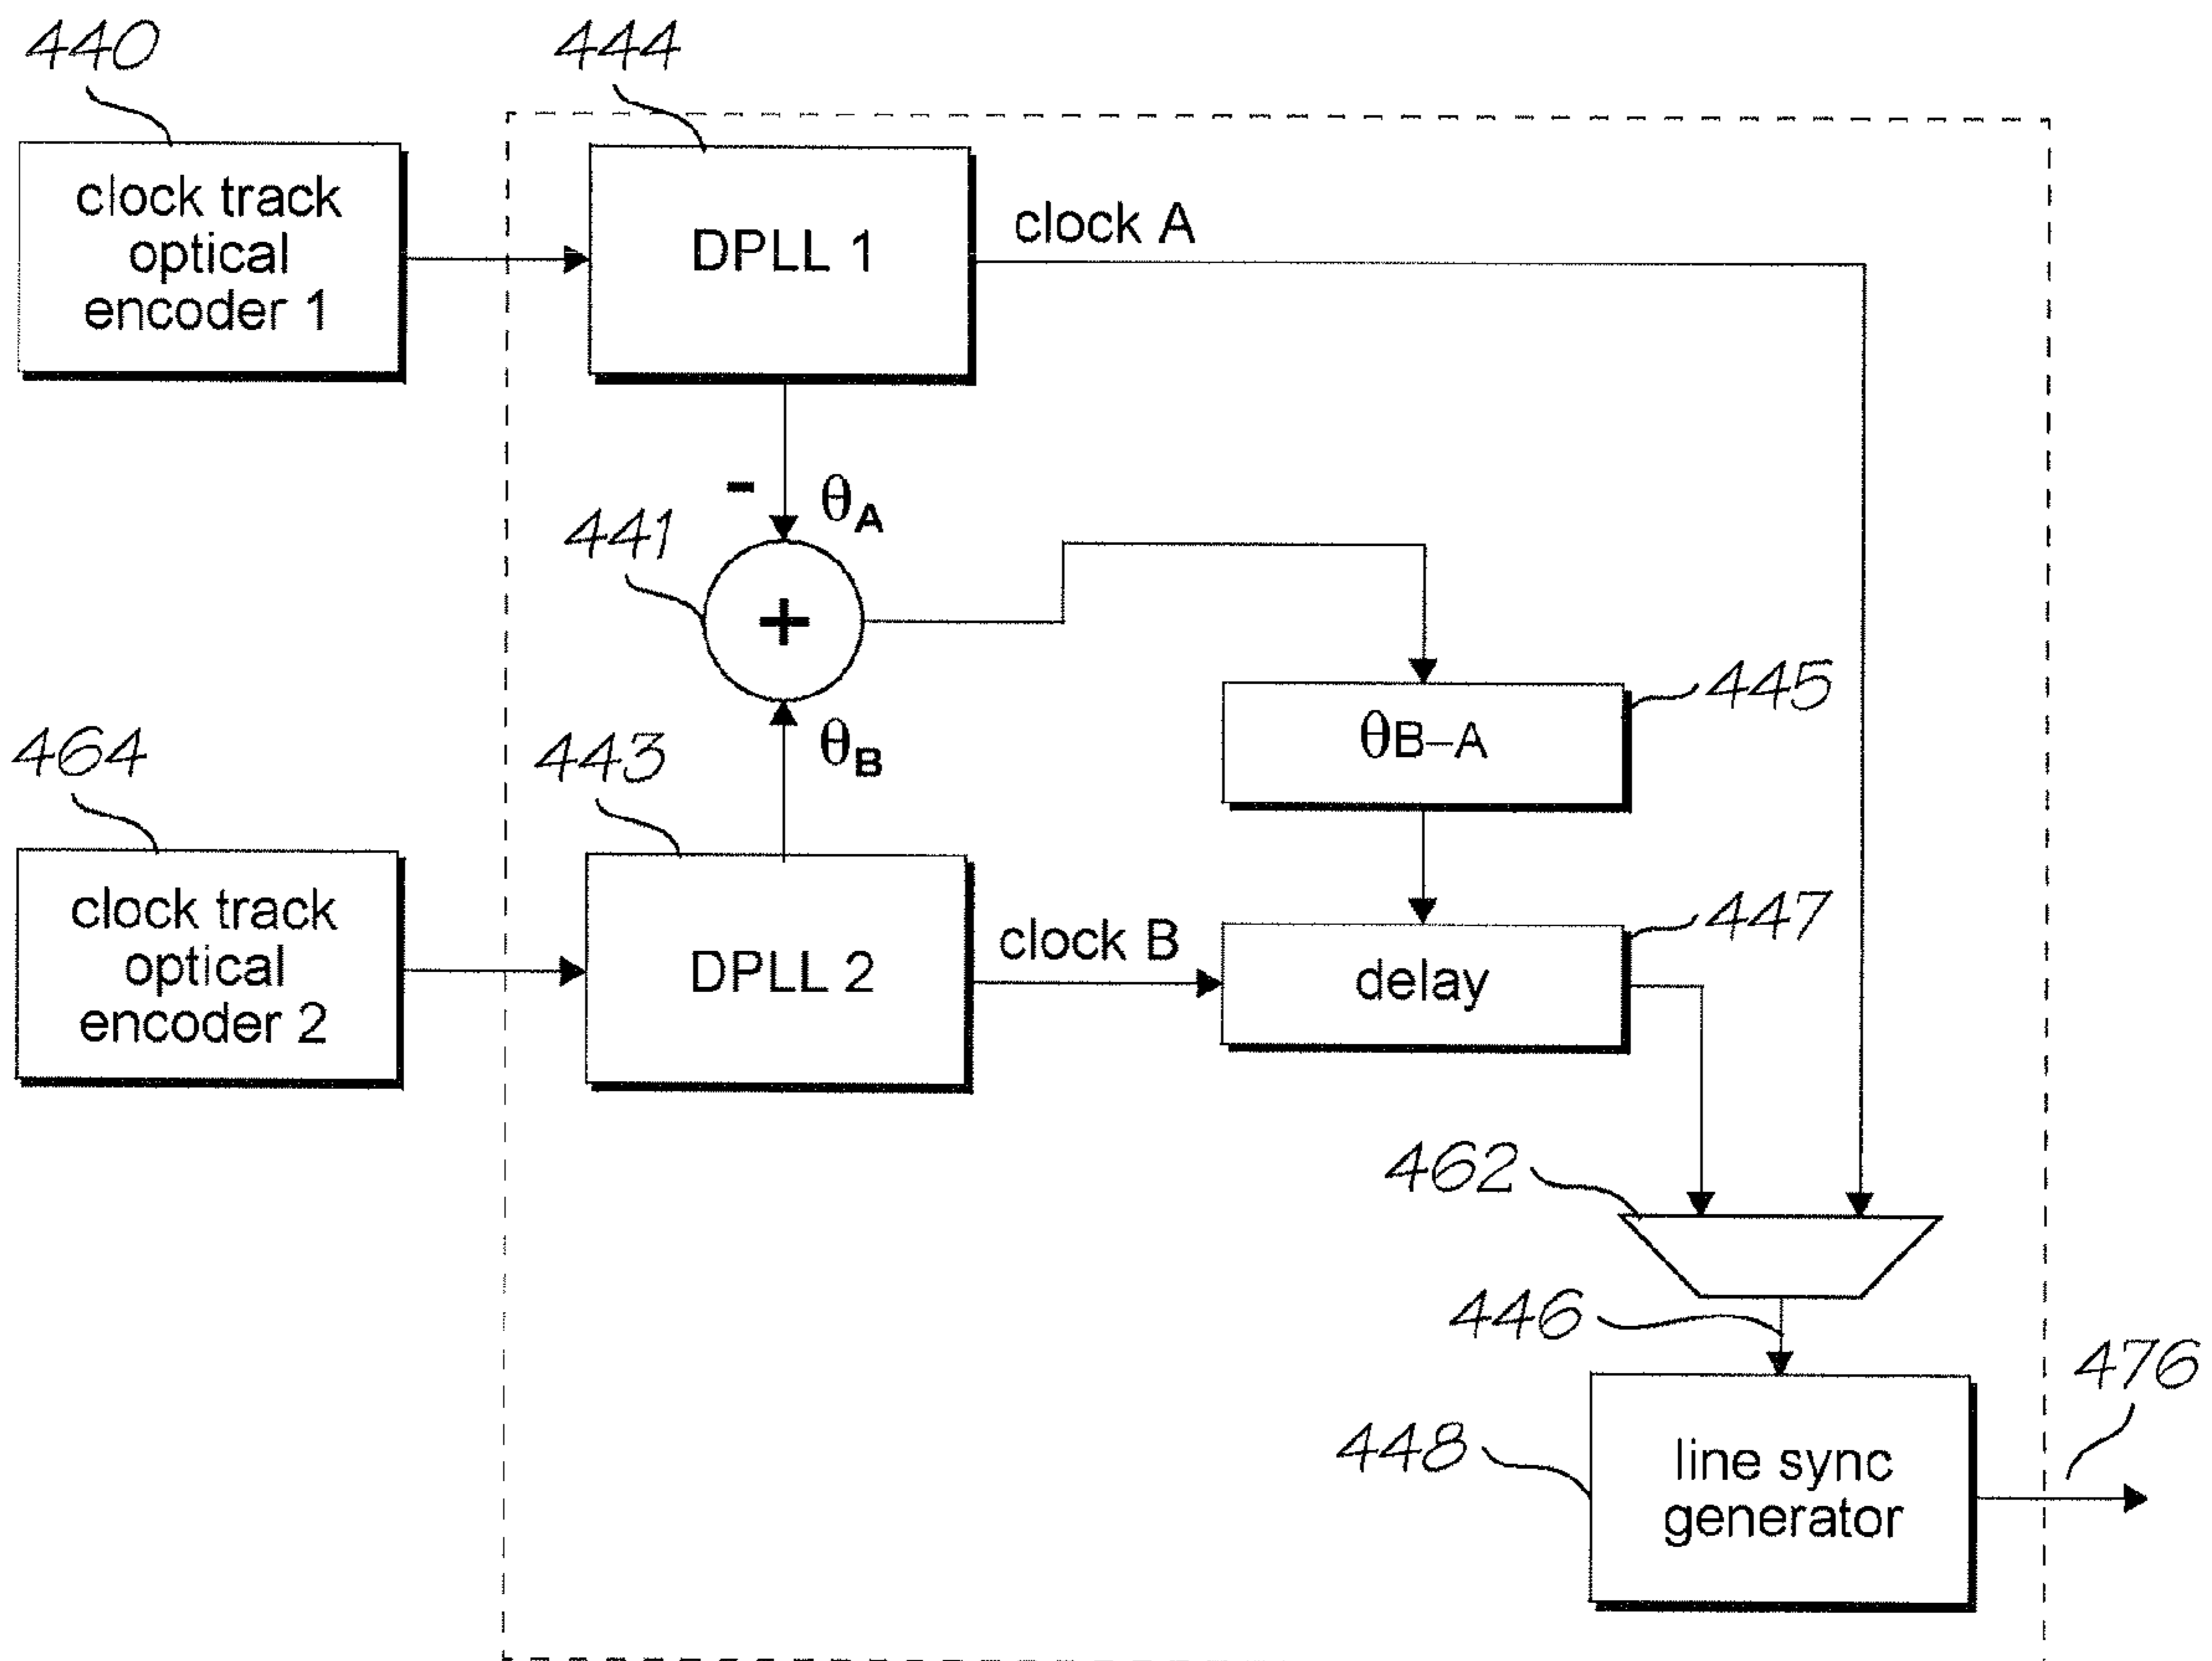 440
444
clock track
optical
encoder 1
DPLL 1
clock A
- θA
441
+
445
θB–A
464
443
θB
clock track
optical
encoder 2
DPLL 2
clock B
447
delay
462
446
476
448
line sync
generator